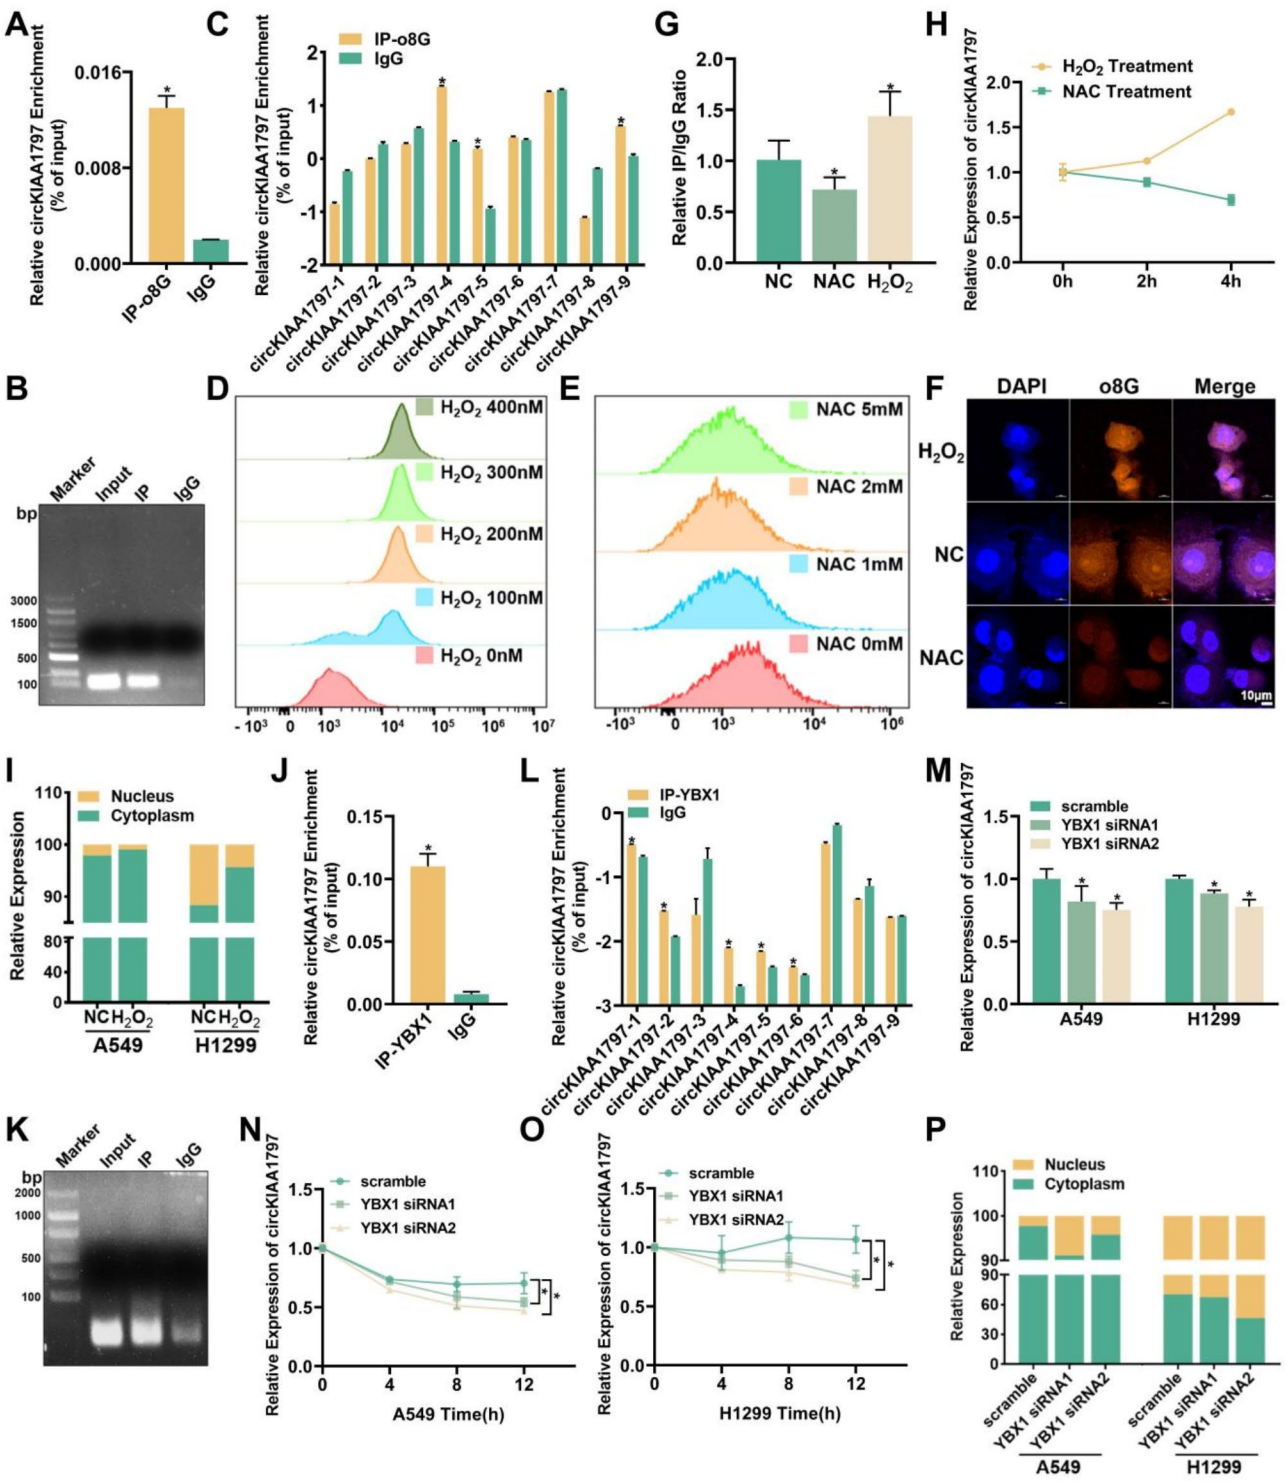 A
Relative circKIAA1797 Enrichment
(% of input)
0.016
0.008
0.000
*
IP-o8G
IgG
C
Relative circKIAA1797 Enrichment
(% of input)
IP-o8G
IgG
2
1
0
-1
-2
*
*
*
circKIAA1797-1
circKIAA1797-2
circKIAA1797-3
circKIAA1797-4
circKIAA1797-5
circKIAA1797-6
circKIAA1797-7
circKIAA1797-8
circKIAA1797-9
G
Relative IP/IgG Ratio
2.0
1.5
1.0
0.5
0.0
*
*
NC
NAC
H₂O₂
H
Relative Expression of circKIAA1797
H₂O₂ Treatment
NAC Treatment
2.0
1.5
1.0
0.5
0.0
0h
2h
4h
B
Marker
Input
IP
IgG
bp
3000
1500
500
100
D
H₂O₂ 400nM
H₂O₂ 300nM
H₂O₂ 200nM
H₂O₂ 100nM
H₂O₂ 0nM
-10³ 0 10³ 10⁴ 10⁵ 10⁶ 10⁷
E
NAC 5mM
NAC 2mM
NAC 1mM
NAC 0mM
-10³ 0 10³ 10⁴ 10⁶
F
DAPI o8G Merge
H₂O₂
NC
NAC
10μm
I
Relative Expression
Nucleus
Cytoplasm
110
100
90
80
40
0
NC H₂O₂ NC H₂O₂
A549 H1299
J
Relative circKIAA1797 Enrichment
(% of input)
0.15
0.10
0.05
0.00
*
IP-YBX1
IgG
L
Relative circKIAA1797 Enrichment
(% of input)
IP-YBX1
IgG
-0
-1
-2
-3
*
*
*
*
*
circKIAA1797-1
circKIAA1797-2
circKIAA1797-3
circKIAA1797-4
circKIAA1797-5
circKIAA1797-6
circKIAA1797-7
circKIAA1797-8
circKIAA1797-9
M
Relative Expression of circKIAA1797
scramble
YBX1 siRNA1
YBX1 siRNA2
1.5
1.0
0.5
0.0
* * * *
A549 H1299
K
Marker
Input
IP
IgG
bp
2000
1000
500
100
N
Relative Expression of circKIAA1797
scramble
YBX1 siRNA1
YBX1 siRNA2
1.5
1.0
0.5
0.0
* *
0 4 8 12
A549 Time(h)
O
Relative Expression of circKIAA1797
scramble
YBX1 siRNA1
YBX1 siRNA2
1.5
1.0
0.5
0.0
* *
0 4 8 12
H1299 Time(h)
P
Relative Expression
Nucleus
Cytoplasm
110
100
90
90
60
30
0
scramble
YBX1 siRNA1
YBX1 siRNA2
scramble
YBX1 siRNA1
YBX1 siRNA2
A549 H1299